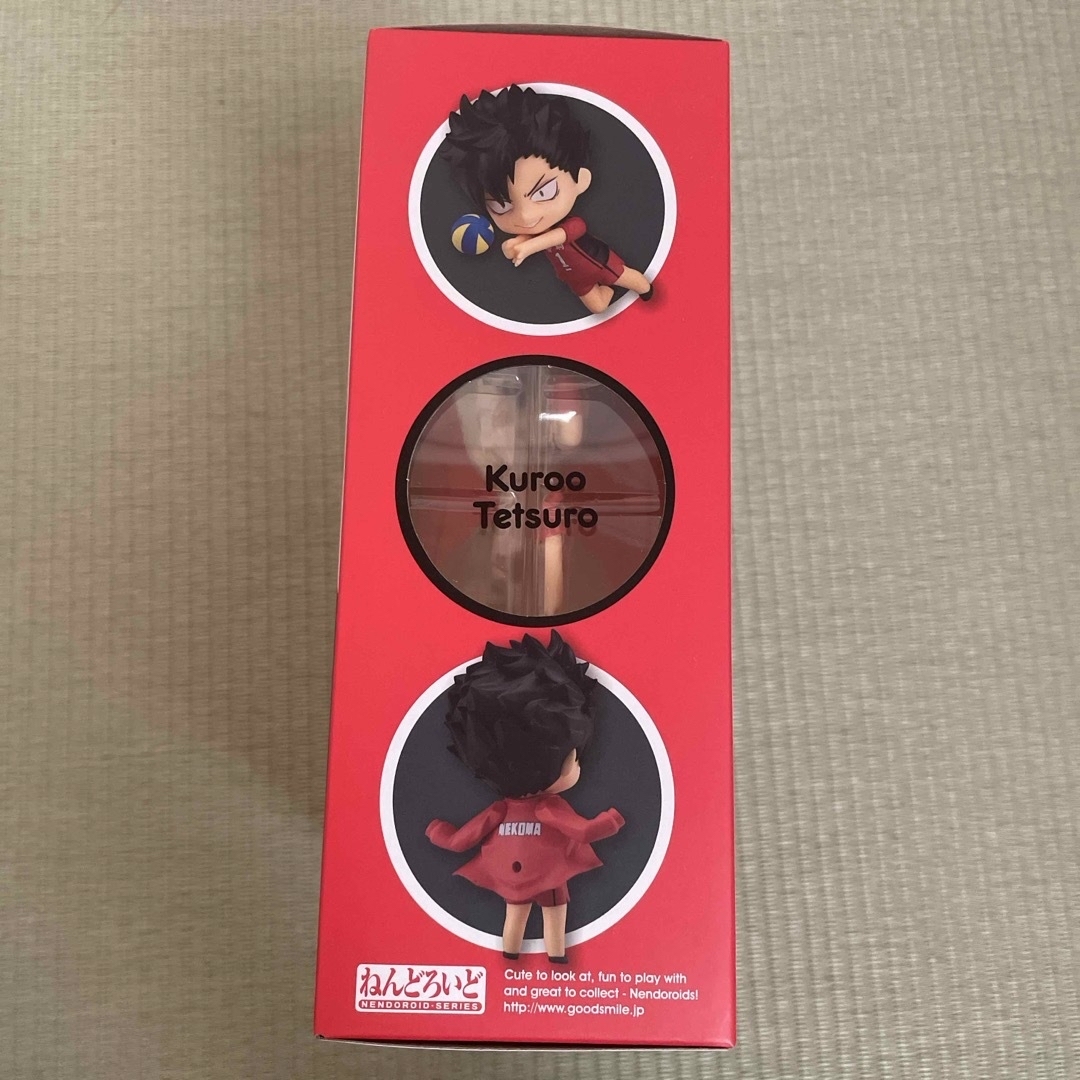 1
Kuroo
Tetsuro
NEKOMA
ねんどろいど
NENDOROID·SERIES
Cute to look at, fun to play with
and great to collect - Nendoroids!
http://www.goodsmile.jp